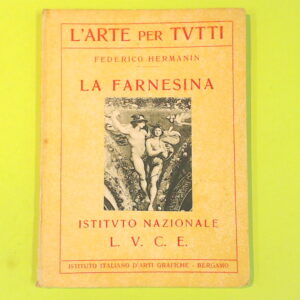 L'ARTE PER TVTTI
FEDERICO HERMANIN
LA FARNESINA
ISTITVTO NAZIONALE
L. V. C. E.
ISTITUTO ITALIANO D'ARTI GRAFICHE - BERGAMO